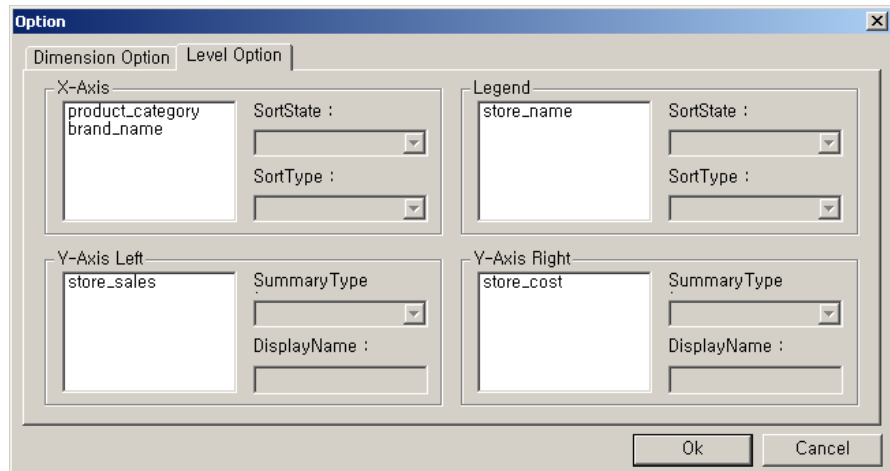 Option
Dimension Option Level Option
X-Axis
product_category
brand_name
SortState :
SortType :
Legend
store_name
SortState :
SortType :
Y-Axis Left
store_sales
SummaryType
DisplayName :
Y-Axis Right
store_cost
SummaryType
DisplayName :
Ok Cancel